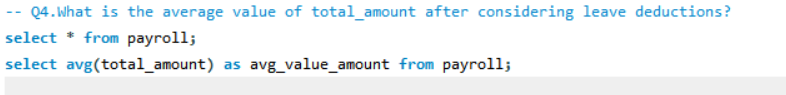 -- Q4.What is the average value of total_amount after considering leave deductions?
select * from payroll;
select avg(total_amount) as avg_value_amount from payroll;